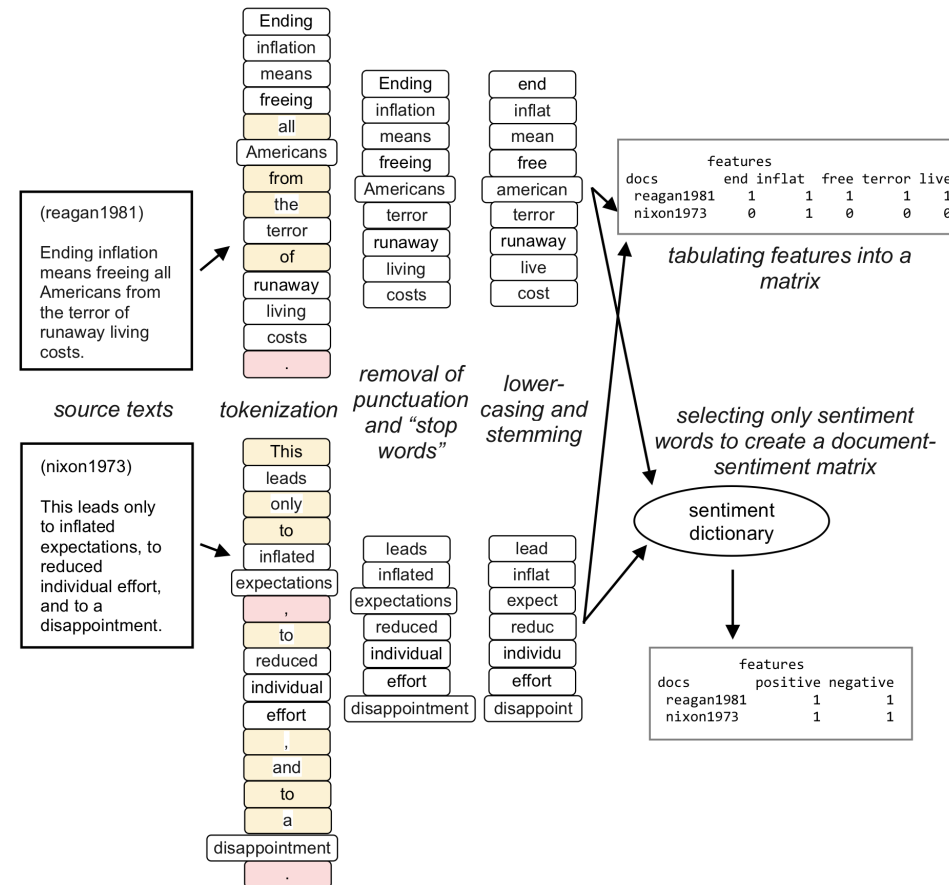 (reagan1981)
Ending inflation
means freeing all
Americans from
the terror of
runaway living
costs.
source texts
(nixon1973)
This leads only
to inflated
expectations, to
reduced
individual effort,
and to a
disappointment.
Ending
inflation
means
freeing
all
Americans
from
the
terror
of
runaway
living
costs
.
tokenization
This
leads
only
to
inflated
expectations
,
to
reduced
individual
effort
,
and
to
a
disappointment
.
Ending
inflation
means
freeing
Americans
terror
runaway
living
costs
removal of
punctuation
and “stop
words”
leads
inflated
expectations
reduced
individual
effort
disappointment
end
inflat
mean
free
american
terror
runaway
live
cost
lower-
casing and
stemming
lead
inflat
expect
reduc
individu
effort
disappoint
features
docs end inflat free terror live
reagan1981 1 1 1 1 1
nixon1973 0 1 0 0 0
tabulating features into a
matrix
selecting only sentiment
words to create a document-
sentiment matrix
sentiment
dictionary
features
docs positive negative
reagan1981 1 1
nixon1973 1 1